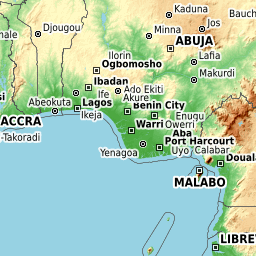 Kaduna
Djougou
Jos
Minna
ABUJA
Ilorin
Lafia
Ogbomosho
Makurdi
Ibadan
Ado Ekiti
Ife
Akure
Abeokuta
Lagos
Benin City
Ikeja
Enugu
ACCRA
Warri
Owerri
-Takoradi
Aba
Port Harcourt
Yenagoa
Uyo
Calabar
Douala
MALABO
LIBRE